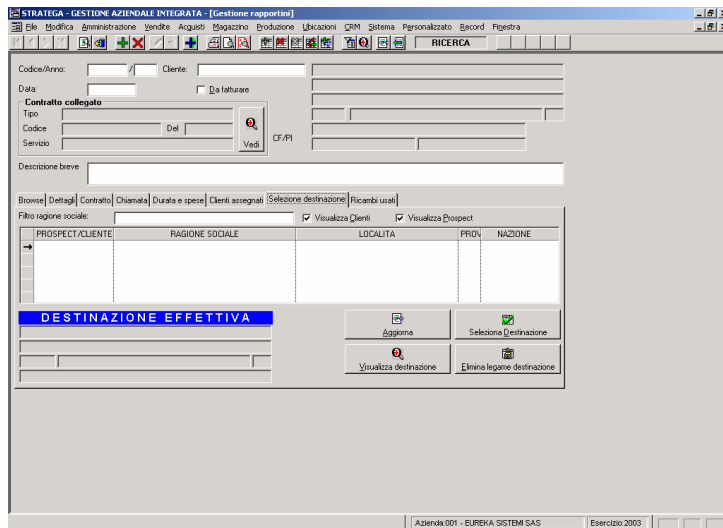 STRATEGA - GESTIONE AZIENDALE INTEGRATA - [Gestione rapportini]
File Modifica Amministrazione Vendite Acquisti Magazzino Produzione Ubicazioni CRM Sistema Personalizzato Record Finestra
RICERCA
Codice/Anno: / Cliente:
Data: Da fatturare
Contratto collegato
Tipo
Codice Del
Servizio Vedi CF/PI
Descrizione breve
Browse Dettagli Contratto Chiamata Durata e spese Clienti assegnati Selezione destinazione Ricambi usati
Filtro ragione sociale: Visualizza Clienti Visualizza Prospect
PROSPECT/CLIENTE RAGIONE SOCIALE LOCALITA PROV NAZIONE
DESTINAZIONE EFFETTIVA
Aggiorna Seleziona Destinazione
Visualizza destinazione Elimina legame destinazione
Azienda:001 - EUREKA SISTEMI SAS Esercizio:2003